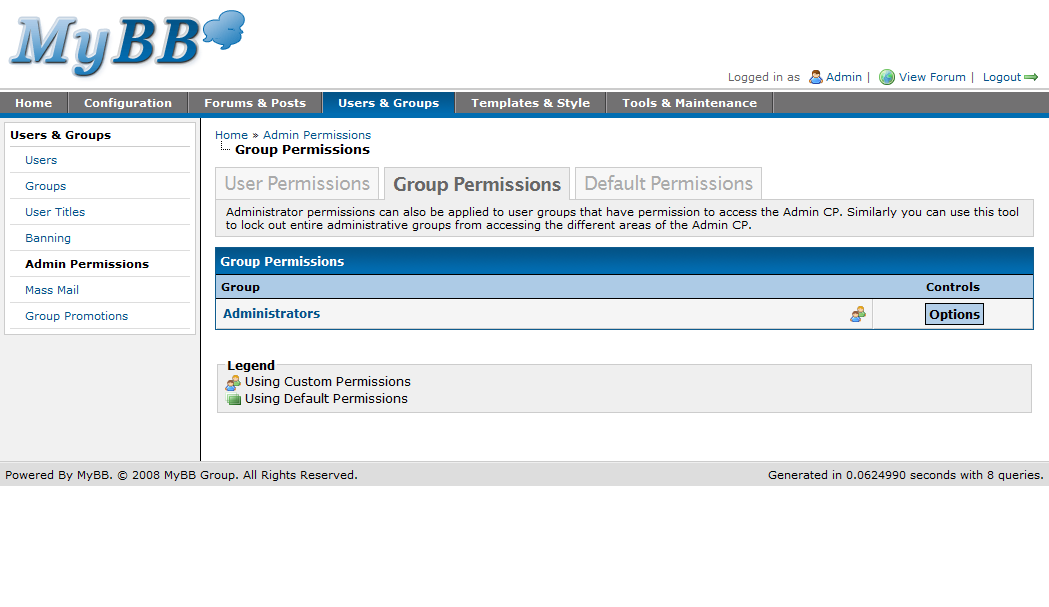 MyBB
Logged in as Admin | View Forum | Logout
Home Configuration Forums & Posts Users & Groups Templates & Style Tools & Maintenance
Users & Groups
Users
Groups
User Titles
Banning
Admin Permissions
Mass Mail
Group Promotions
Home » Admin Permissions
Group Permissions
User Permissions Group Permissions Default Permissions
Administrator permissions can also be applied to user groups that have permission to access the Admin CP. Similarly you can use this tool
to lock out entire administrative groups from accessing the different areas of the Admin CP.
Group Permissions
Group Controls
Administrators Options
Legend
Using Custom Permissions
Using Default Permissions
Powered By MyBB. © 2008 MyBB Group. All Rights Reserved. Generated in 0.0624990 seconds with 8 queries.